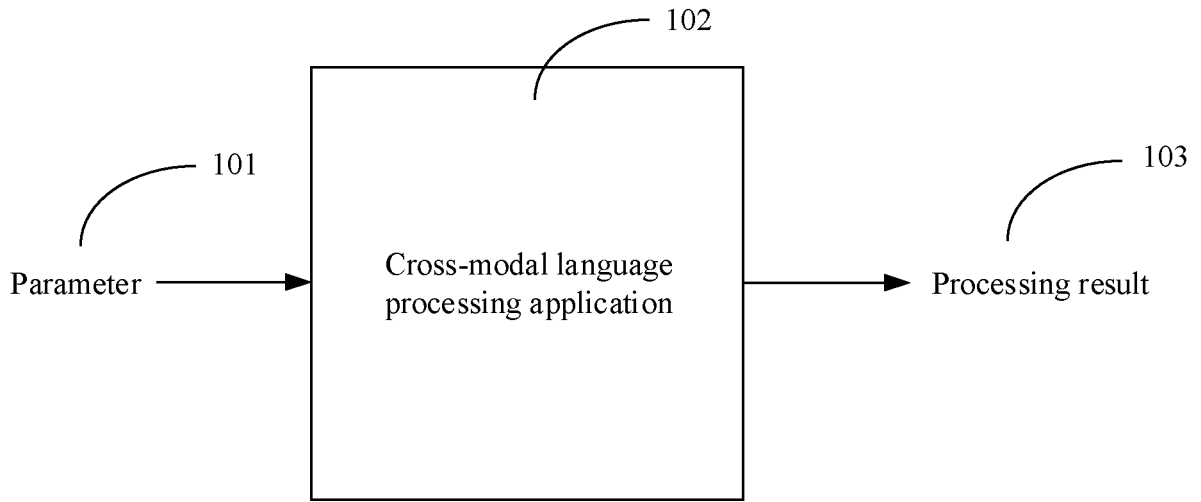 102
101
103
Parameter
Cross-modal language
processing application
Processing result